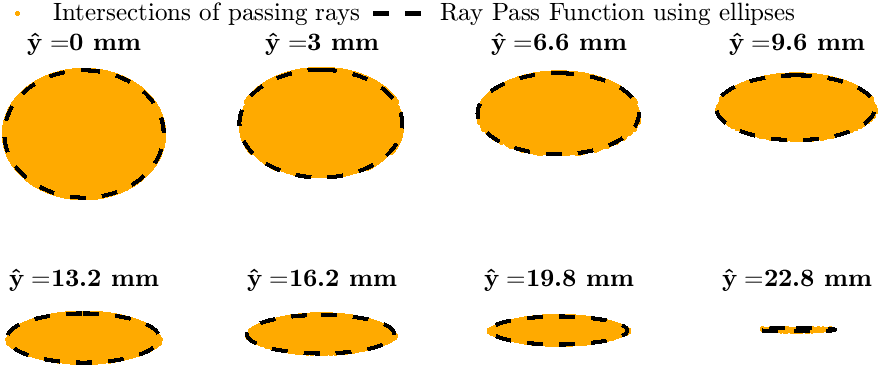 Intersections of passing rays Ray Pass Function using ellipses
ŷ =0 mm ŷ =3 mm ŷ =6.6 mm ŷ =9.6 mm
ŷ =13.2 mm ŷ =16.2 mm ŷ =19.8 mm ŷ =22.8 mm